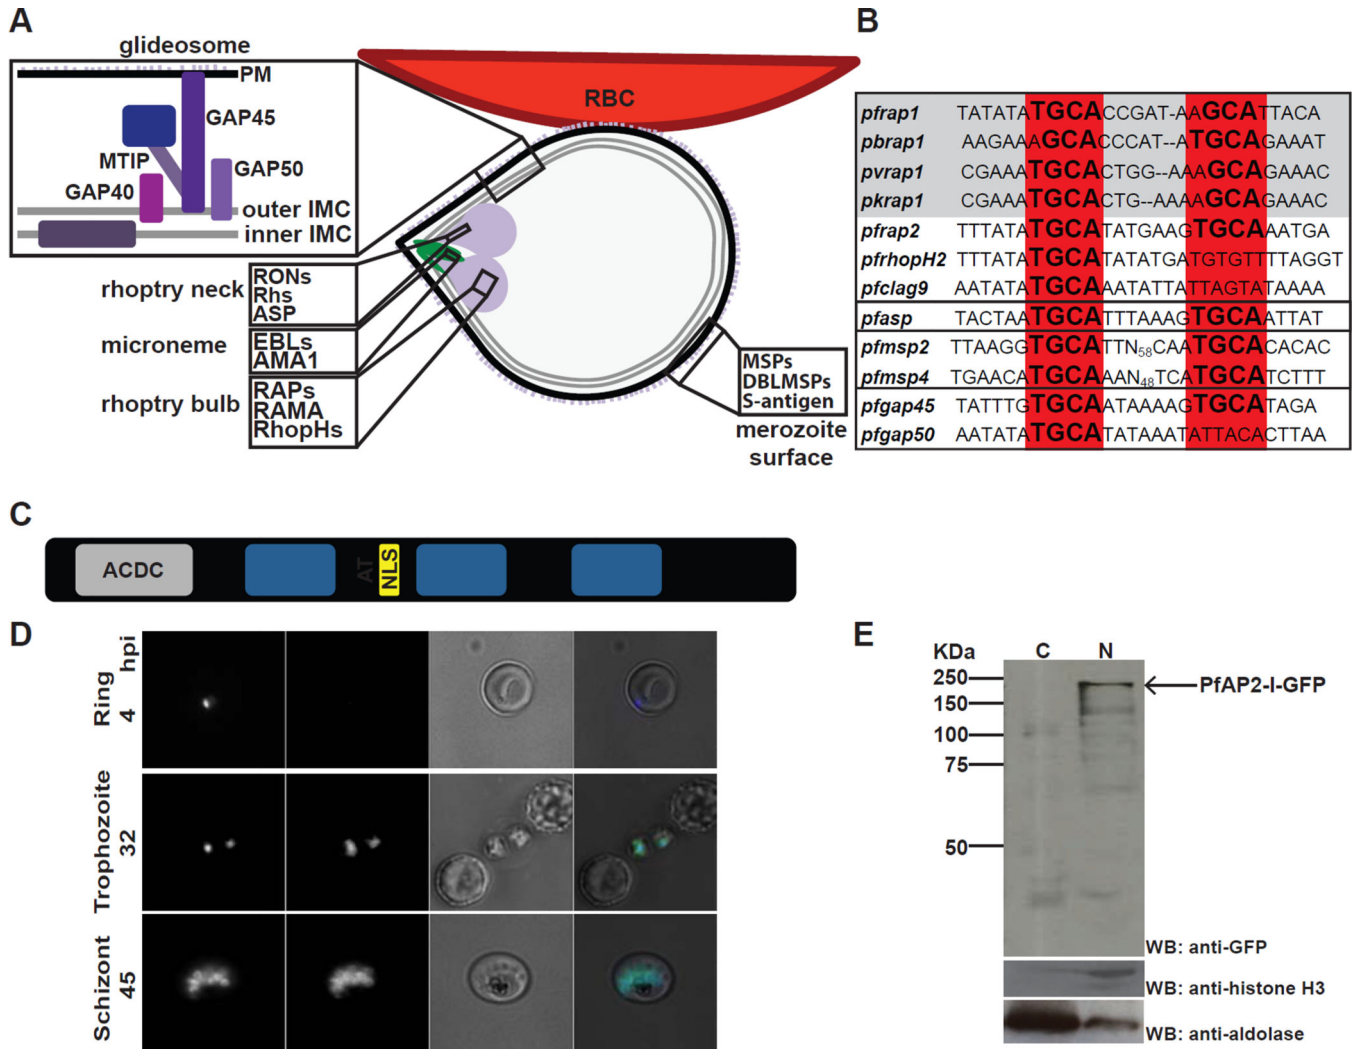 A
glideosome
PM
GAP45
MTIP
GAP50
GAP40
outer IMC
inner IMC
RBC
rhoptry neck
RONs
Rhs
ASP
microneme
EBLs
AMA1
rhoptry bulb
RAPs
RAMA
RhopHs
MSPs
DBLMSPs
S-antigen
merozoite
surface
B
pfrap1 TATATATGCACCGAT-AAGCATTACA
pbrap1 AAGAAAGCACCCAT--ATGCAGAAAT
pvrap1 CGAAATGCACTGG--AAAGCAGAAAC
pkrap1 CGAAATGCACTG--AAAAGCAGAAAC
pfrap2 TTTATATGCATATGAAGTGCAAATGA
pfrhopH2 TTTATATGCATATATGATGTGTTTTAGGT
pfclag9 AATATATGCAAATATTATTAGTATAAAA
pfasp TACTAATGCATTTAAAGTGCAATTAT
pfmsp2 TTAAGGTGCATTN58CAATGCACACAC
pfmsp4 TGAACATGCAAAN48TCATGCATCTTT
pfgap45 TATTTGTGCAATAAAAGTGCATAGA
pfgap50 AATATATGCATATAAATATTACACTTAA
C
ACDC
AT
NLS
D
hpi
Ring
4
Trophozoite
32
Schizont
45
E
KDa C N
250
150
100
75
50
PfAP2-I-GFP
WB: anti-GFP
WB: anti-histone H3
WB: anti-aldolase